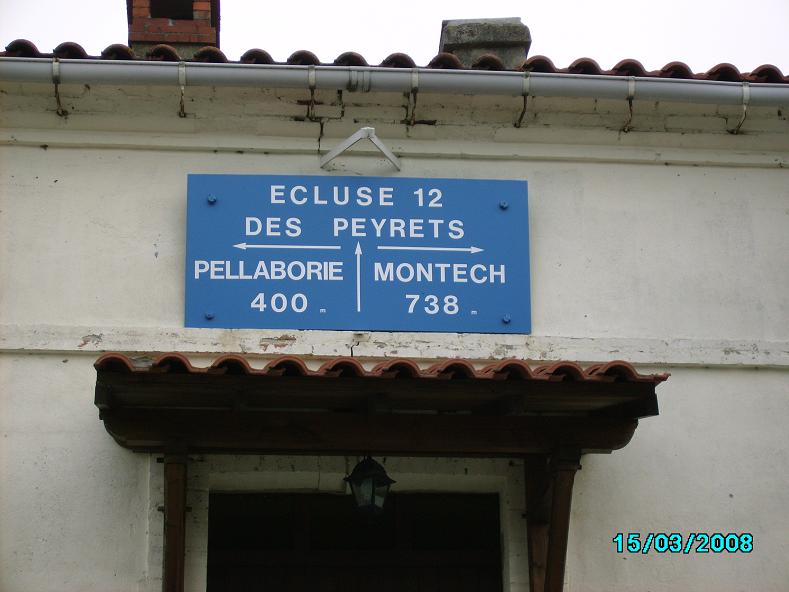 ECLUSE 12
DES PEYRETS
PELLABORIE MONTECH
400 m 738 m
15/03/2008